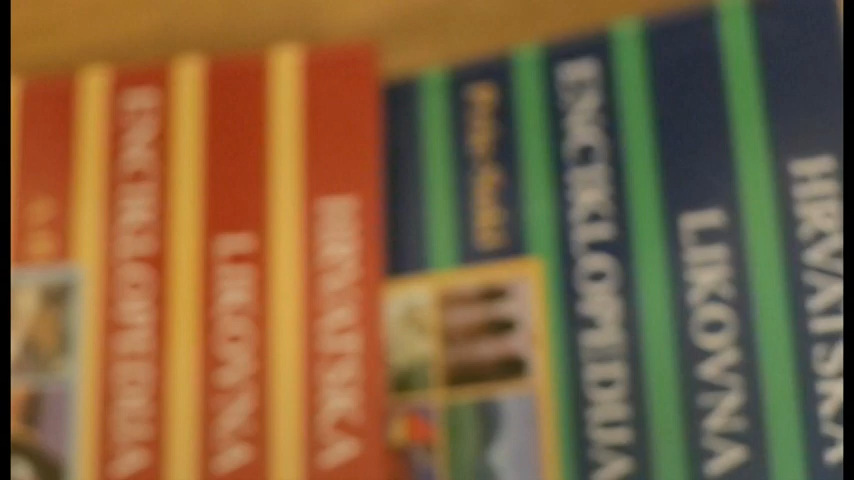 HRVATSKA
LIKOVNA
ENCIKLOPEDIJA
HRVATSKA
LIKOVNA
ENCIKLOPEDIJA